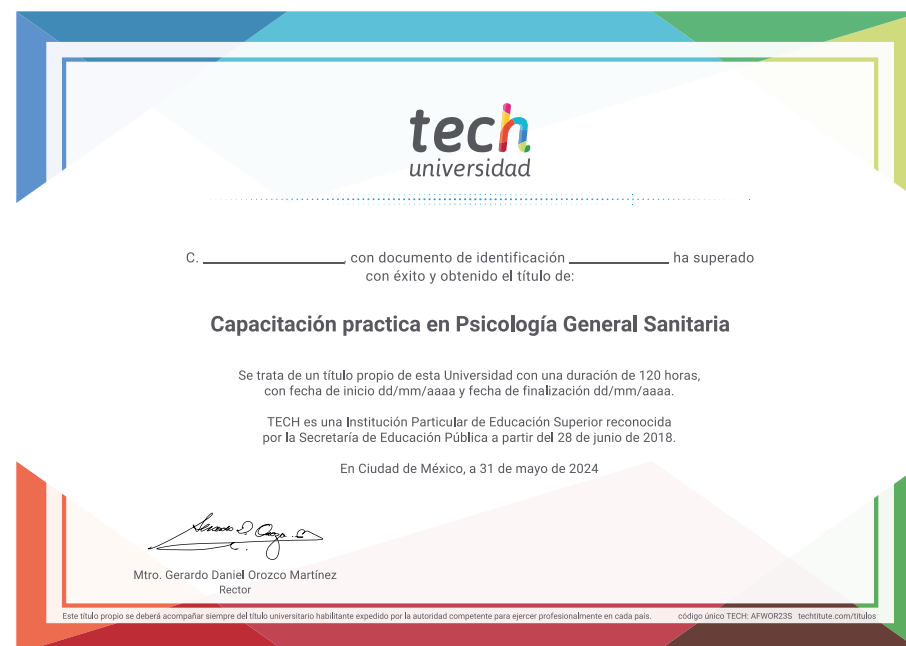 tech
universidad
C. ____________________, con documento de identificación ______________ ha superado
con éxito y obtenido el título de:
Capacitación practica en Psicología General Sanitaria
Se trata de un título propio de esta Universidad con una duración de 120 horas,
con fecha de inicio dd/mm/aaaa y fecha de finalización dd/mm/aaaa.
TECH es una Institución Particular de Educación Superior reconocida
por la Secretaría de Educación Pública a partir del 28 de junio de 2018.
En Ciudad de México, a 31 de mayo de 2024
Mtro. Gerardo Daniel Orozco Martínez
Rector
Este título propio se deberá acompañar siempre del título universitario habilitante expedido por la autoridad competente para ejercer profesionalmente en cada país. código único TECH: AFWOR23S techtitute.com/titulos